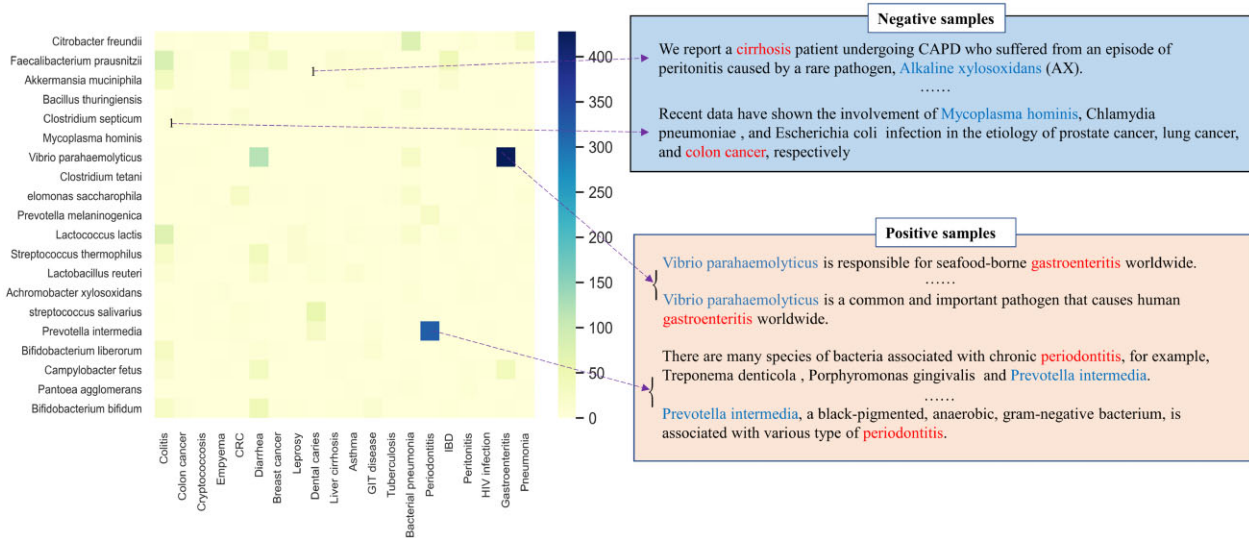 Citrobacter freundii
Faecalibacterium prausnitzii
Akkermansia muciniphila
Bacillus thuringiensis
Clostridium septicum
Mycoplasma hominis
Vibrio parahaemolyticus
Clostridium tetani
elomonas saccharophila
Prevotella melaninogenica
Lactococcus lactis
Streptococcus thermophilus
Lactobacillus reuteri
Achromobacter xylosoxidans
streptococcus salivarius
Prevotella intermedia
Bifidobacterium liberorum
Campylobacter fetus
Pantoea agglomerans
Bifidobacterium bifidum
Colitis
Colon cancer
Cryptococcosis
Empyema
CRC
Diarrhea
Breast cancer
Leprosy
Dental caries
Liver cirrhosis
Asthma
GIT disease
Tuberculosis
Bacterial pneumonia
Periodontitis
IBD
Peritonitis
HIV infection
Gastroenteritis
Pneumonia
400
350
300
250
200
150
100
50
0
Negative samples
We report a cirrhosis patient undergoing CAPD who suffered from an episode of
peritonitis caused by a rare pathogen, Alkaline xylosoxidans (AX).
……
Recent data have shown the involvement of Mycoplasma hominis, Chlamydia
pneumoniae , and Escherichia coli infection in the etiology of prostate cancer, lung cancer,
and colon cancer, respectively
Positive samples
Vibrio parahaemolyticus is responsible for seafood-borne gastroenteritis worldwide.
……
Vibrio parahaemolyticus is a common and important pathogen that causes human
gastroenteritis worldwide.
There are many species of bacteria associated with chronic periodontitis, for example,
Treponema denticola , Porphyromonas gingivalis and Prevotella intermedia.
……
Prevotella intermedia, a black-pigmented, anaerobic, gram-negative bacterium, is
associated with various type of periodontitis.